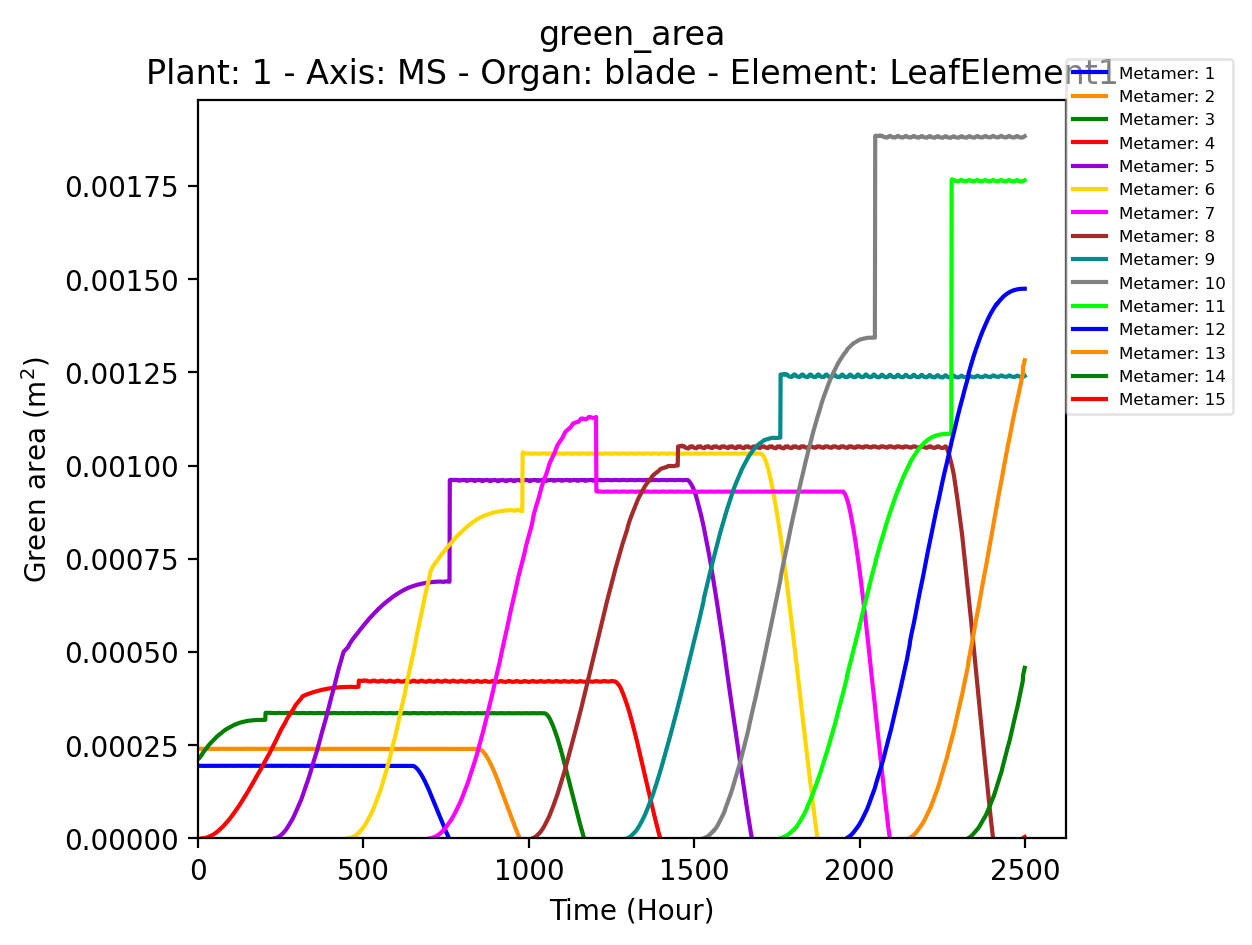 green_area
Plant: 1 - Axis: MS - Organ: blade - Element: LeafElement1
Metamer: 1
Metamer: 2
Metamer: 3
Metamer: 4
Metamer: 5
Metamer: 6
Metamer: 7
Metamer: 8
Metamer: 9
Metamer: 10
Metamer: 11
Metamer: 12
Metamer: 13
Metamer: 14
Metamer: 15
Green area (m²)
0.00175
0.00150
0.00125
0.00100
0.00075
0.00050
0.00025
0.00000
0 500 1000 1500 2000 2500
Time (Hour)